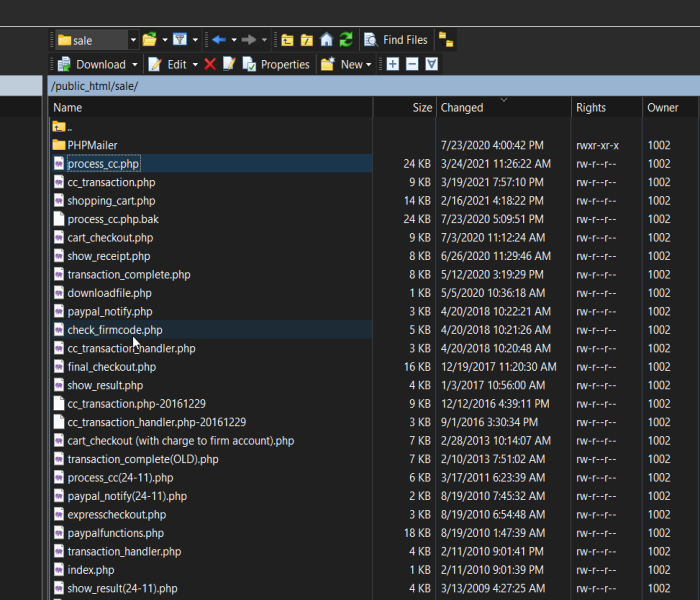 sale Find Files
Download Edit Properties New
/public_html/sale/
Name Size Changed Rights Owner
..
PHPMailer 7/23/2020 4:00:42 PM rwxr-xr-x 1002
process_cc.php 24 KB 3/24/2021 11:26:22 AM rw-r--r-- 1002
cc_transaction.php 9 KB 3/19/2021 7:57:10 PM rw-r--r-- 1002
shopping_cart.php 14 KB 2/16/2021 4:18:22 PM rw-r--r-- 1002
process_cc.php.bak 24 KB 7/23/2020 5:09:51 PM rw-r--r-- 1002
cart_checkout.php 9 KB 7/3/2020 11:12:24 AM rw-r--r-- 1002
show_receipt.php 8 KB 6/26/2020 11:29:46 AM rw-r--r-- 1002
transaction_complete.php 8 KB 5/12/2020 3:19:29 PM rw-r--r-- 1002
downloadfile.php 1 KB 5/5/2020 10:36:18 AM rw-r--r-- 1002
paypal_notify.php 3 KB 4/20/2018 10:22:21 AM rw-r--r-- 1002
check_firmcode.php 5 KB 4/20/2018 10:21:26 AM rw-r--r-- 1002
cc_transaction_handler.php 3 KB 4/20/2018 10:20:48 AM rw-r--r-- 1002
final_checkout.php 16 KB 12/19/2017 11:20:30 AM rw-r--r-- 1002
show_result.php 4 KB 1/3/2017 10:56:00 AM rw-r--r-- 1002
cc_transaction.php-20161229 9 KB 12/12/2016 4:39:11 PM rw-r--r-- 1002
cc_transaction_handler.php-20161229 3 KB 9/1/2016 3:30:34 PM rw-r--r-- 1002
cart_checkout (with charge to firm account).php 7 KB 2/28/2013 10:14:07 AM rw-r--r-- 1002
transaction_complete(OLD).php 7 KB 2/10/2013 7:51:02 AM rw-r--r-- 1002
process_cc(24-11).php 6 KB 3/17/2011 6:23:39 AM rw-r--r-- 1002
paypal_notify(24-11).php 2 KB 8/19/2010 7:45:32 AM rw-r--r-- 1002
expresscheckout.php 3 KB 8/19/2010 6:54:48 AM rw-r--r-- 1002
paypalfunctions.php 18 KB 8/19/2010 1:47:39 AM rw-r--r-- 1002
transaction_handler.php 4 KB 2/11/2010 9:01:41 PM rw-r--r-- 1002
index.php 1 KB 2/11/2010 9:01:39 PM rw-r--r-- 1002
show_result(24-11).php 4 KB 3/13/2009 4:27:25 AM rw-r--r-- 1002